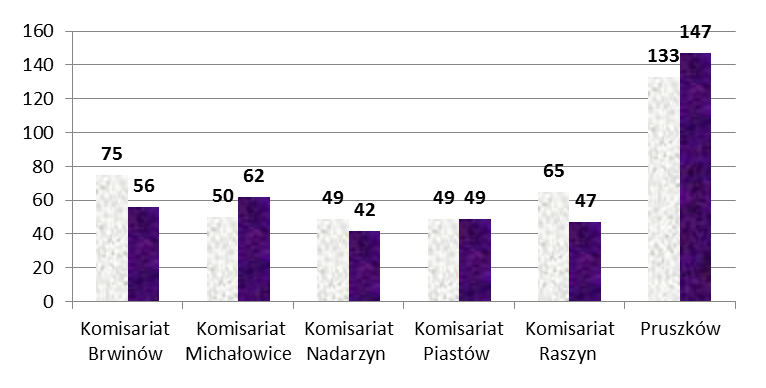 160
140
120
100
80
60
40
20
0
75
56
50
62
49
42
49
49
65
47
133
147
Komisariat
Brwinów
Komisariat
Michałowice
Komisariat
Nadarzyn
Komisariat
Piastów
Komisariat
Raszyn
Pruszków